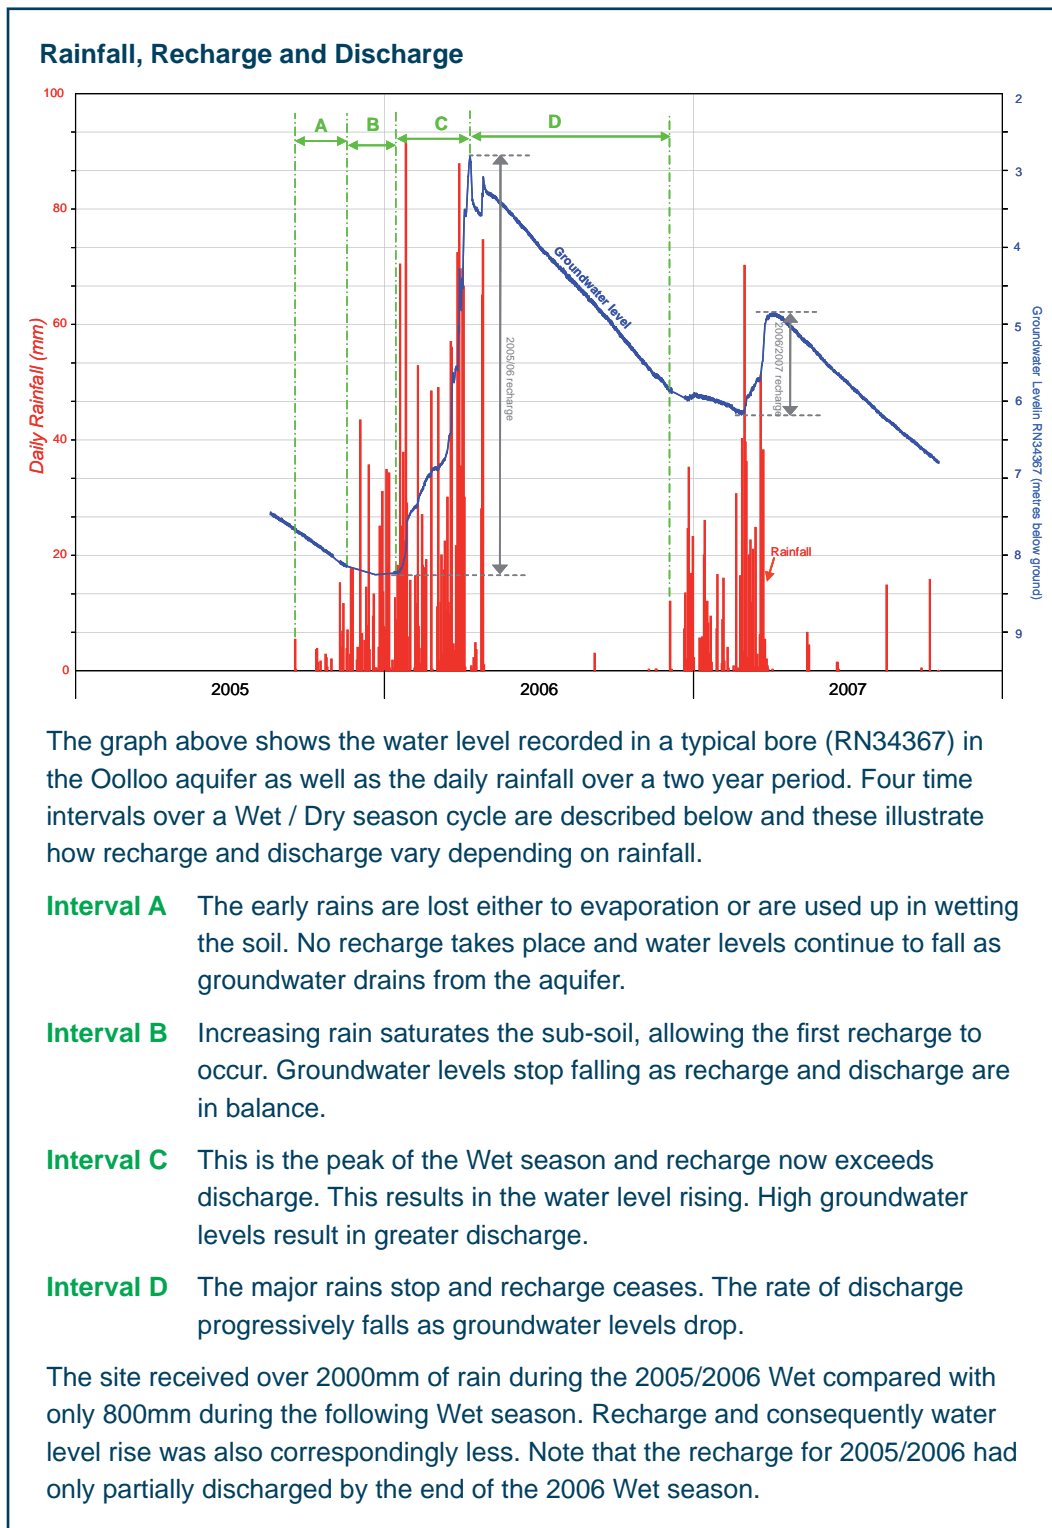 Rainfall, Recharge and Discharge
100
80
60
40
20
0
Daily Rainfall (mm)
A
B
C
D
2005/06 recharge
Groundwater level
2006/2007 recharge
Rainfall
2
3
4
5
6
7
8
9
Groundwater Levelin RN34367 (metres below ground)
2005
2006
2007
The graph above shows the water level recorded in a typical bore (RN34367) in
the Oolloo aquifer as well as the daily rainfall over a two year period. Four time
intervals over a Wet / Dry season cycle are described below and these illustrate
how recharge and discharge vary depending on rainfall.
Interval A The early rains are lost either to evaporation or are used up in wetting
the soil. No recharge takes place and water levels continue to fall as
groundwater drains from the aquifer.
Interval B Increasing rain saturates the sub-soil, allowing the first recharge to
occur. Groundwater levels stop falling as recharge and discharge are
in balance.
Interval C This is the peak of the Wet season and recharge now exceeds
discharge. This results in the water level rising. High groundwater
levels result in greater discharge.
Interval D The major rains stop and recharge ceases. The rate of discharge
progressively falls as groundwater levels drop.
The site received over 2000mm of rain during the 2005/2006 Wet compared with
only 800mm during the following Wet season. Recharge and consequently water
level rise was also correspondingly less. Note that the recharge for 2005/2006 had
only partially discharged by the end of the 2006 Wet season.